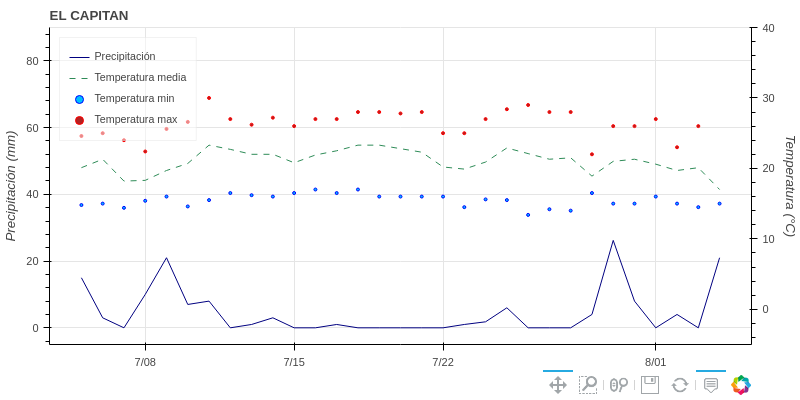 EL CAPITAN
Precipitación
Temperatura media
Temperatura min
Temperatura max
Precipitación (mm)
80
60
40
20
0
40
30
20
10
0
Temperatura (°C)
7/08
7/15
7/22
8/01